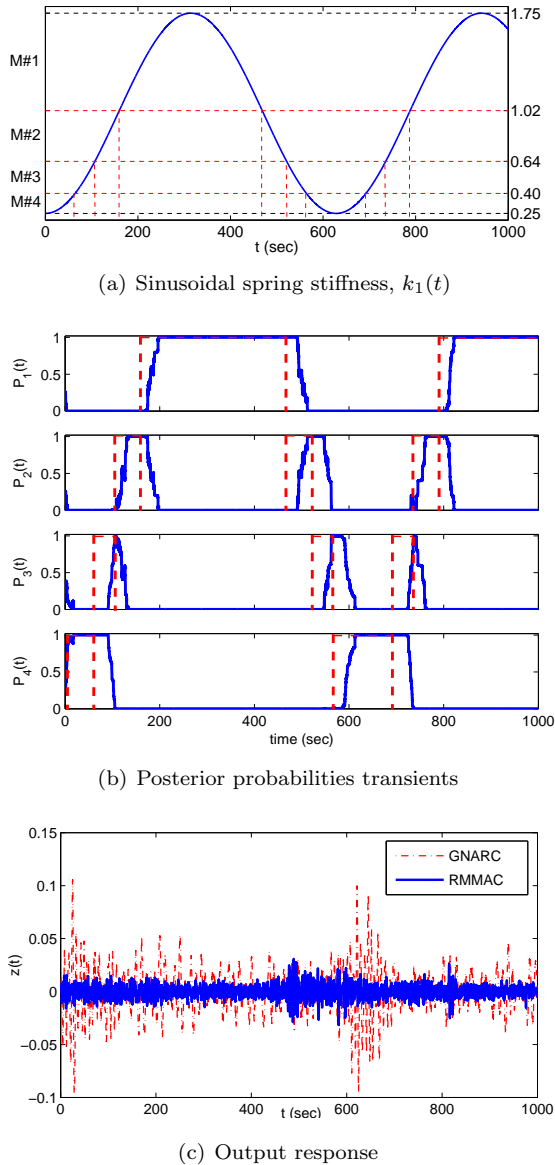 M#1
M#2
M#3
M#4
1.75
1.02
0.64
0.40
0.25
0 200 400 600 800 1000
t (sec)
(a) Sinusoidal spring stiffness, k₁(t)
P₁(t)
1
0.5
0
P₂(t)
1
0.5
0
P₃(t)
1
0.5
0
P₄(t)
1
0.5
0
0 200 400 600 800 1000
time (sec)
(b) Posterior probabilities transients
z(t)
0.15
0.1
0.05
0
−0.05
−0.1
GNARC
RMMAC
0 200 400 600 800 1000
t (sec)
(c) Output response